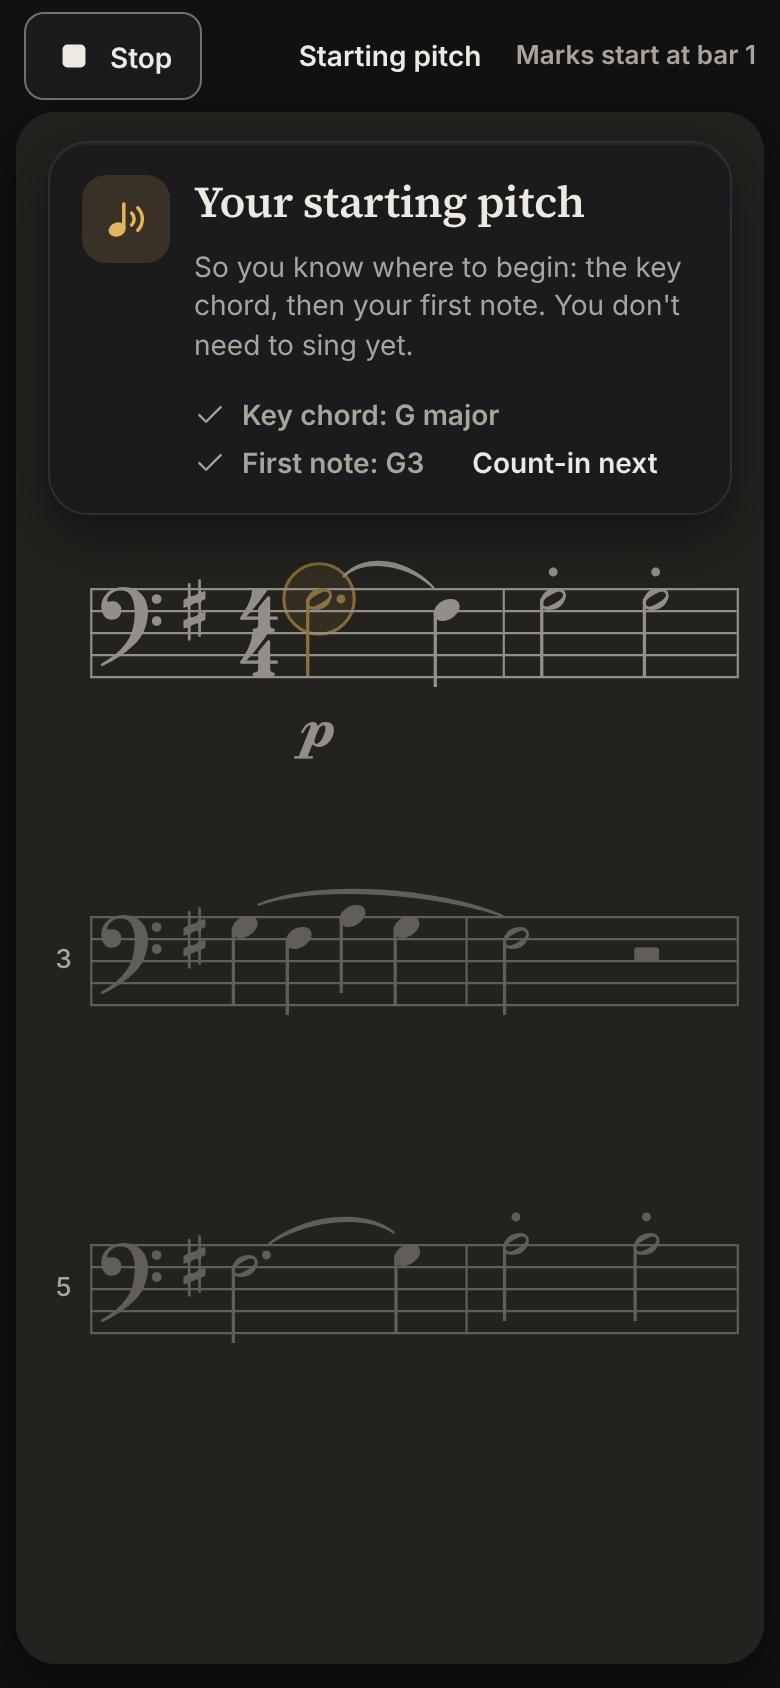 Stop
Starting pitch
Marks start at bar 1
Your starting pitch
So you know where to begin: the key
chord, then your first note. You don't
need to sing yet.
Key chord: G major
First note: G3
Count-in next
4
4
p
3
5